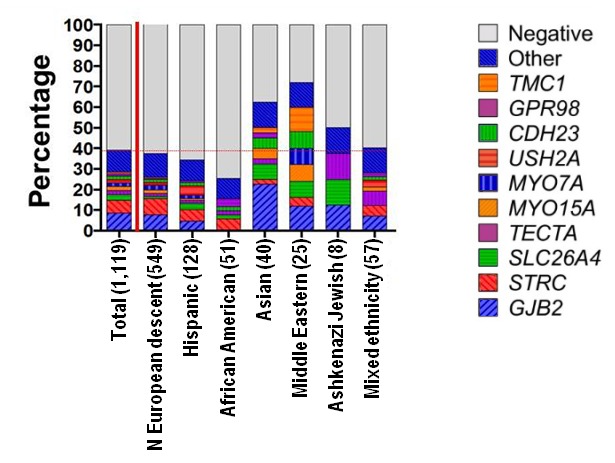 Percentage
100
90
80
70
60
50
40
30
20
10
0
Total (1,119)
N European descent (549)
Hispanic (128)
African American (51)
Asian (40)
Middle Eastern (25)
Ashkenazi Jewish (8)
Mixed ethnicity (57)
Negative
Other
TMC1
GPR98
CDH23
USH2A
MYO7A
MYO15A
TECTA
SLC26A4
STRC
GJB2